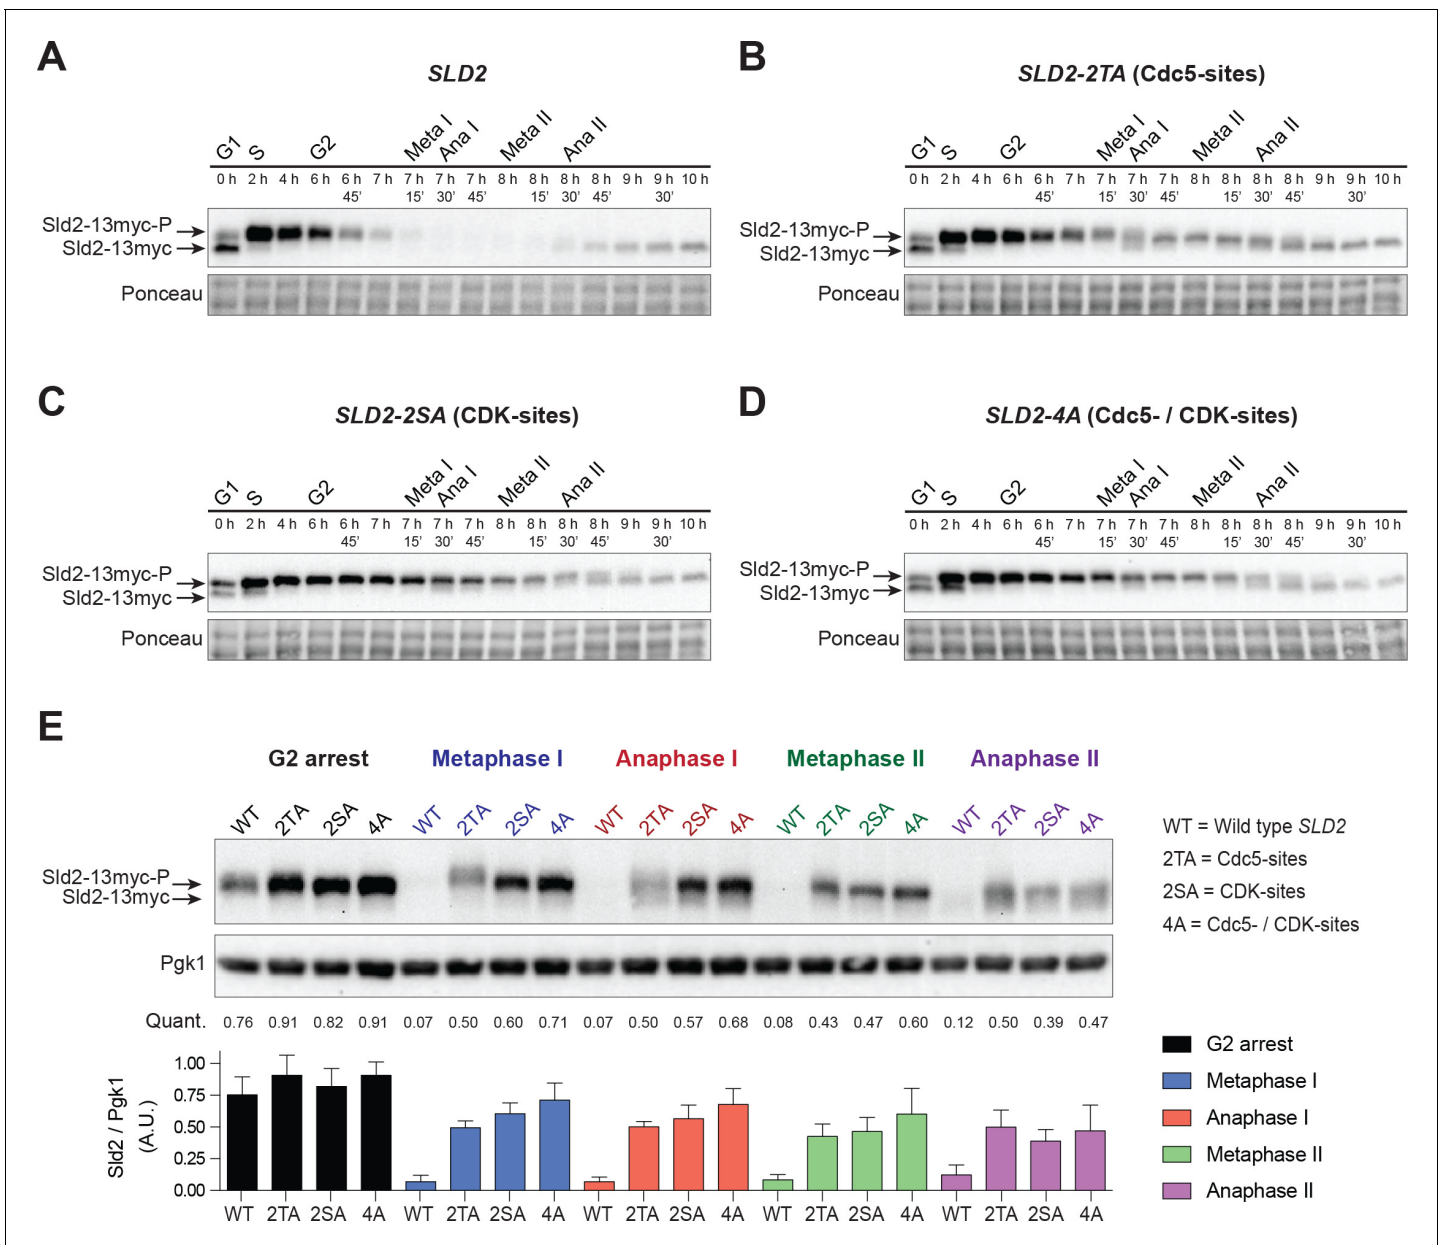 A
SLD2
G1 S G2 Meta I Ana I Meta II Ana II
0 h 2 h 4 h 6 h 6 h 7 h 7 h 7 h 7 h 8 h 8 h 8 h 8 h 9 h 9 h 10 h
45' 15' 30' 45' 15' 30' 45' 30'
Sld2-13myc-P
Sld2-13myc
Ponceau
B
SLD2-2TA (Cdc5-sites)
G1 S G2 Meta I Ana I Meta II Ana II
0 h 2 h 4 h 6 h 6 h 7 h 7 h 7 h 7 h 8 h 8 h 8 h 8 h 9 h 9 h 10 h
45' 15' 30' 45' 15' 30' 45' 30'
Sld2-13myc-P
Sld2-13myc
Ponceau
C
SLD2-2SA (CDK-sites)
G1 S G2 Meta I Ana I Meta II Ana II
0 h 2 h 4 h 6 h 6 h 7 h 7 h 7 h 7 h 8 h 8 h 8 h 8 h 9 h 9 h 10 h
45' 15' 30' 45' 15' 30' 45' 30'
Sld2-13myc-P
Sld2-13myc
Ponceau
D
SLD2-4A (Cdc5- / CDK-sites)
G1 S G2 Meta I Ana I Meta II Ana II
0 h 2 h 4 h 6 h 6 h 7 h 7 h 7 h 7 h 8 h 8 h 8 h 8 h 9 h 9 h 10 h
45' 15' 30' 45' 15' 30' 45' 30'
Sld2-13myc-P
Sld2-13myc
Ponceau
E
G2 arrest Metaphase I Anaphase I Metaphase II Anaphase II
WT 2TA 2SA 4A WT 2TA 2SA 4A WT 2TA 2SA 4A WT 2TA 2SA 4A WT 2TA 2SA 4A
Sld2-13myc-P
Sld2-13myc
Pgk1
Quant. 0.76 0.91 0.82 0.91 0.07 0.50 0.60 0.71 0.07 0.50 0.57 0.68 0.08 0.43 0.47 0.60 0.12 0.50 0.39 0.47
WT = Wild type SLD2
2TA = Cdc5-sites
2SA = CDK-sites
4A = Cdc5- / CDK-sites
Sld2 / Pgk1
(A.U.)
1.00
0.75
0.50
0.25
0.00
WT 2TA 2SA 4A WT 2TA 2SA 4A WT 2TA 2SA 4A WT 2TA 2SA 4A WT 2TA 2SA 4A
G2 arrest
Metaphase I
Anaphase I
Metaphase II
Anaphase II